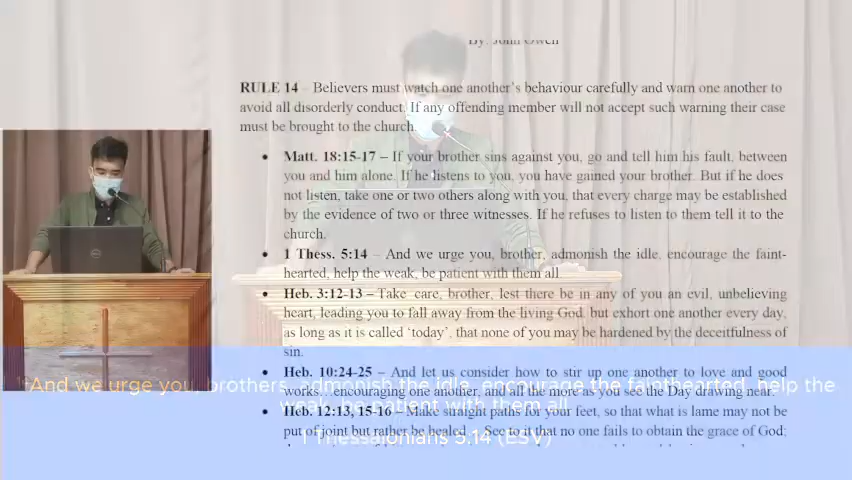 By: John Owen
RULE 14 – Believers must watch one another's behaviour carefully and warn one another to
avoid all disorderly conduct. If any offending member will not accept such warning their case
must be brought to the church.
• Matt. 18:15-17 – If your brother sins against you, go and tell him his fault, between
you and him alone. If he listens to you, you have gained your brother. But if he does
not listen, take one or two others along with you, that every charge may be established
by the evidence of two or three witnesses. If he refuses to listen to them tell it to the
church.
• 1 Thess. 5:14 – And we urge you, brother, admonish the idle, encourage the faint-
hearted, help the weak, be patient with them all.
• Heb. 3:12-13 – Take care, brother, lest there be in any of you an evil, unbelieving
heart, leading you to fall away from the living God, but exhort one another every day,
as long as it is called 'today', that none of you may be hardened by the deceitfulness of
sin.
• Heb. 10:24-25 – And let us consider how to stir up one another to love and good
works…encouraging one another, and all the more as you see the Day drawing near.
• Heb. 12:13, 15-16 – Make straight paths for your feet, so that what is lame may not be
put of joint but rather be healed… See to it that no one fails to obtain the grace of God;
"And we urge you, brothers, admonish the idle, encourage the fainthearted, help the
weak, be patient with them all.
1 Thessalonians 5:14 (ESV)
DELL